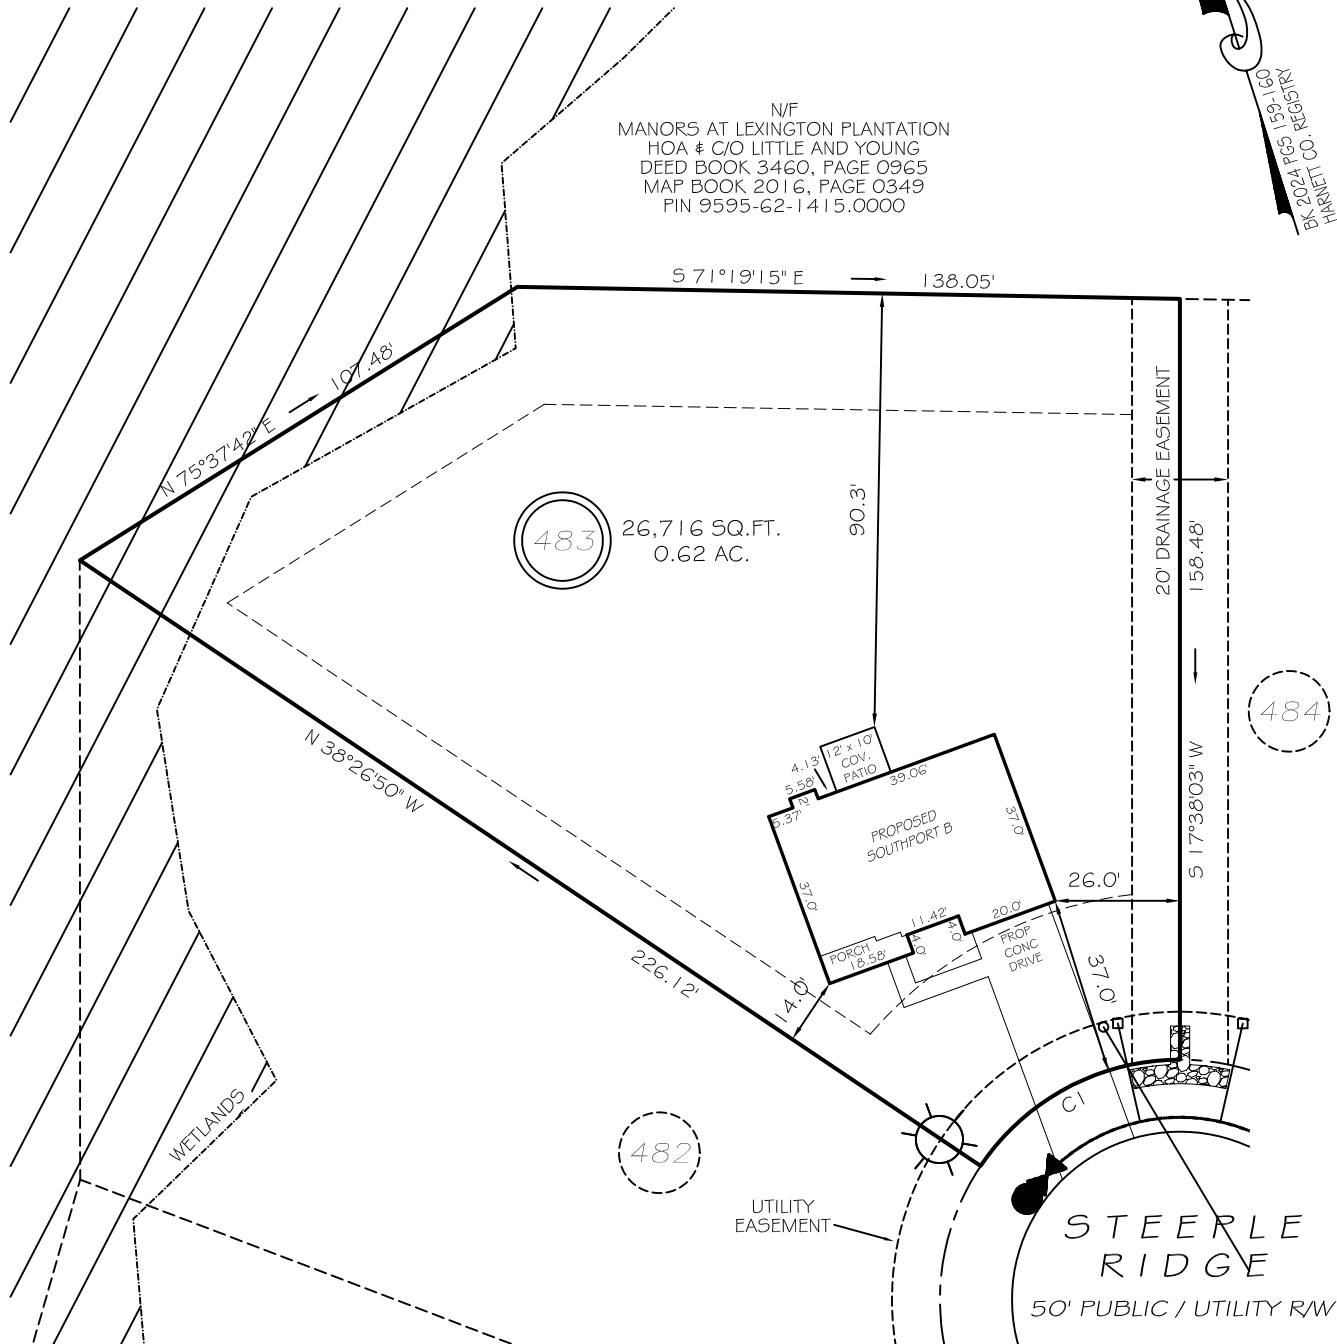 BK 2024 PGS 159-160
HARNETT CO. REGISTRY
N/F
MANORS AT LEXINGTON PLANTATION
HOA & C/O LITTLE AND YOUNG
DEED BOOK 3460, PAGE 0965
MAP BOOK 2016, PAGE 0349
PIN 9595-62-1415.0000
S 71°19'15" E
138.05'
N 75°37'42" E
107.48'
20' DRAINAGE EASEMENT
158.48'
S 17°38'03" W
90.3'
483
26,716 SQ.FT.
0.62 AC.
484
N 38°26'50" W
226.12'
12' x 10'
COV.
PATIO
4.13'
5.58'
2'
5.37'
39.06'
PROPOSED
SOUTHPORT B
37.0'
37.0'
26.0'
11.42'
20.0'
4.0'
4.0'
PORCH
18.58'
PROP
CONC
DRIVE
14.0'
37.0'
C1
WETLANDS
482
UTILITY
EASEMENT
STEEPLE
RIDGE
50' PUBLIC / UTILITY R/W